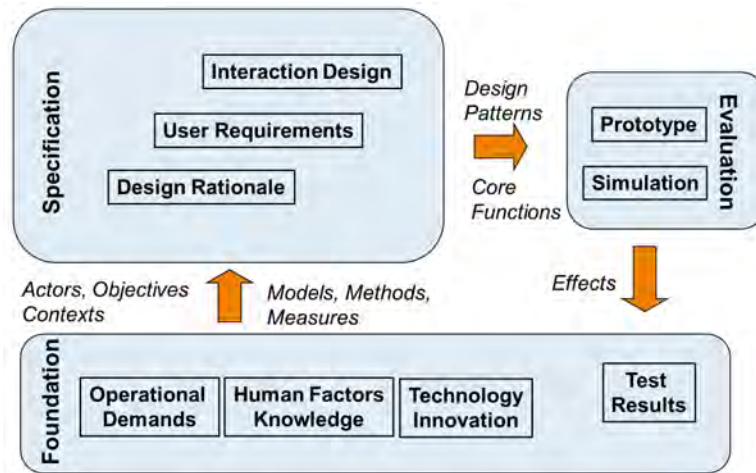 Specification
Interaction Design
User Requirements
Design Rationale
Design
Patterns
Core
Functions
Evaluation
Prototype
Simulation
Actors, Objectives
Contexts
Models, Methods,
Measures
Effects
Foundation
Operational
Demands
Human Factors
Knowledge
Technology
Innovation
Test
Results